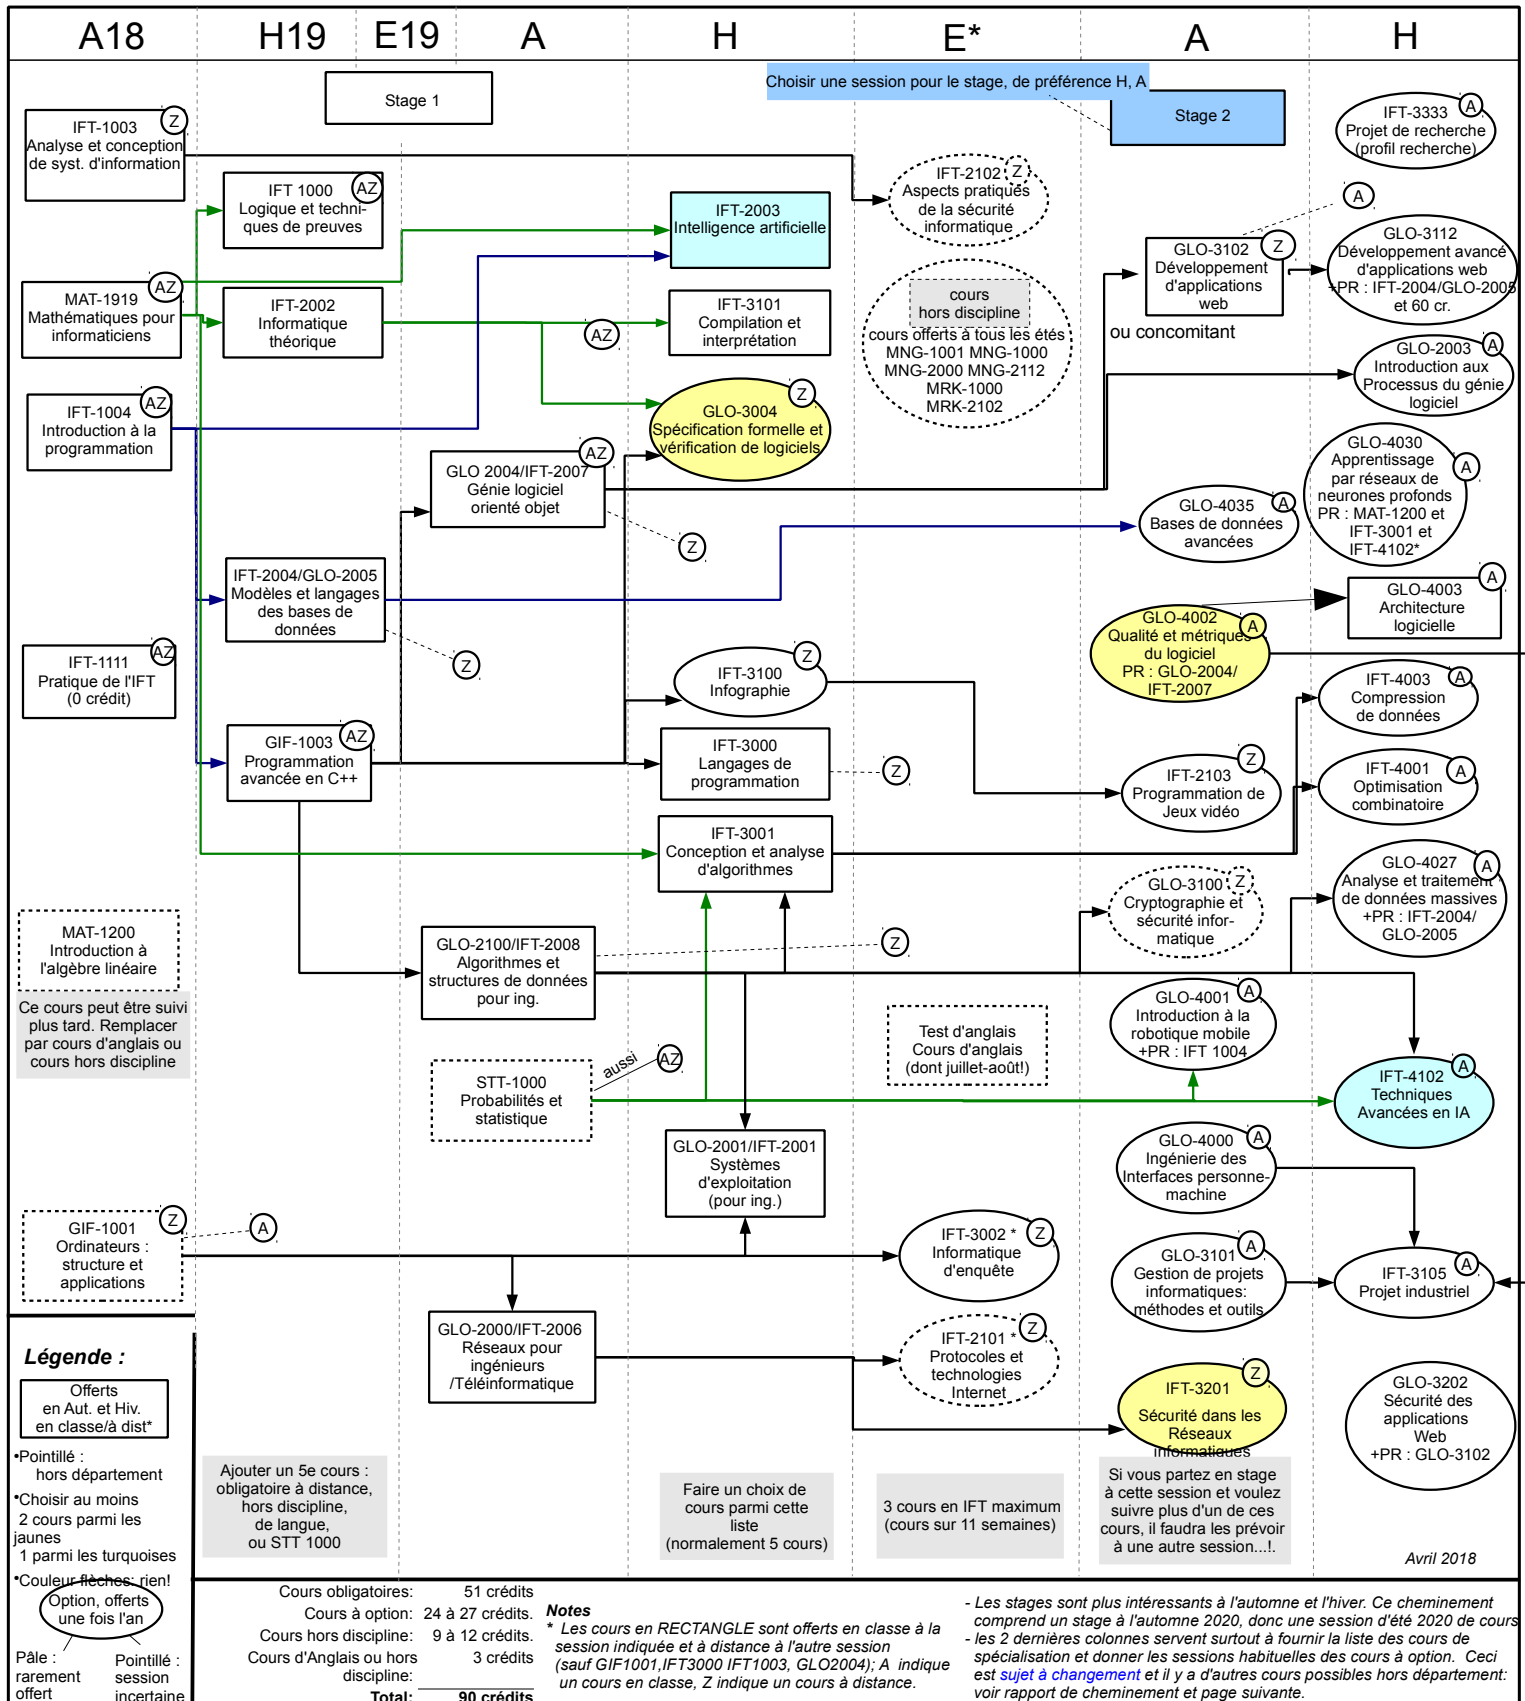 A18
H19
E19
A
H
E*
A
H
Stage 1
Choisir une session pour le stage, de préférence H, A
Stage 2
IFT-1003
Analyse et conception
de syst. d'information
Z
MAT-1919
Mathématiques pour
informaticiens
AZ
IFT-1004
Introduction à la
programmation
AZ
IFT-1111
Pratique de l'IFT
(0 crédit)
AZ
MAT-1200
Introduction à
l'algèbre linéaire
Ce cours peut être suivi
plus tard. Remplacer
par cours d'anglais ou
cours hors discipline
GIF-1001
Ordinateurs :
structure et
applications
Z
A
IFT 1000
Logique et techni-
ques de preuves
AZ
IFT-2002
Informatique
théorique
AZ
IFT-2004/GLO-2005
Modèles et langages
des bases de
données
Z
GIF-1003
Programmation
avancée en C++
AZ
Ajouter un 5e cours :
obligatoire à distance,
hors discipline,
de langue,
ou STT 1000
GLO 2004/IFT-2007
Génie logiciel
orienté objet
AZ
Z
GLO-2100/IFT-2008
Algorithmes et
structures de données
pour ing.
Z
STT-1000
Probabilités et
statistique
aussi
AZ
GLO-2000/IFT-2006
Réseaux pour
ingénieurs
/Téléinformatique
IFT-2003
Intelligence artificielle
IFT-3101
Compilation et
interprétation
GLO-3004
Spécification formelle et
vérification de logiciels
Z
IFT-3100
Infographie
Z
IFT-3000
Langages de
programmation
Z
IFT-3001
Conception et analyse
d'algorithmes
GLO-2001/IFT-2001
Systèmes
d'exploitation
(pour ing.)
Faire un choix de
cours parmi cette
liste
(normalement 5 cours)
IFT-2102
Aspects pratiques
de la sécurité
informatique
Z
cours
hors discipline
cours offerts à tous les étés
MNG-1001 MNG-1000
MNG-2000 MNG-2112
MRK-1000
MRK-2102
Test d'anglais
Cours d'anglais
(dont juillet-août!)
IFT-3002 *
Informatique
d'enquête
Z
IFT-2101 *
Protocoles et
technologies
Internet
Z
3 cours en IFT maximum
(cours sur 11 semaines)
GLO-3102
Développement
d'applications
web
Z
A
ou concomitant
GLO-4035
Bases de données
avancées
A
GLO-4002
Qualité et métriques
du logiciel
PR : GLO-2004/
IFT-2007
A
IFT-2103
Programmation de
Jeux vidéo
Z
GLO-3100
Cryptographie et
sécurité infor-
matique
Z
GLO-4001
Introduction à la
robotique mobile
+PR : IFT 1004
A
GLO-4000
Ingénierie des
Interfaces personne-
machine
A
GLO-3101
Gestion de projets
informatiques:
méthodes et outils
A
IFT-3201
Sécurité dans les
Réseaux
informatiques
Z
Si vous partez en stage
à cette session et voulez
suivre plus d'un de ces
cours, il faudra les prévoir
à une autre session...!.
IFT-3333
Projet de recherche
(profil recherche)
A
GLO-3112
Développement avancé
d'applications web
+PR : IFT-2004/GLO-2005
et 60 cr.
GLO-2003
Introduction aux
Processus du génie
logiciel
A
GLO-4030
Apprentissage
par réseaux de
neurones profonds
PR : MAT-1200 et
IFT-3001 et
IFT-4102*
A
GLO-4003
Architecture
logicielle
A
IFT-4003
Compression
de données
A
IFT-4001
Optimisation
combinatoire
A
GLO-4027
Analyse et traitement
de données massives
+PR : IFT-2004/
GLO-2005
A
IFT-4102
Techniques
Avancées en IA
A
IFT-3105
Projet industriel
A
GLO-3202
Sécurité des
applications
Web
+PR : GLO-3102
Avril 2018
Légende :
Offerts
en Aut. et Hiv.
en classe/à dist*
•Pointillé :
hors département
•Choisir au moins
2 cours parmi les
jaunes
1 parmi les turquoises
•Couleur flèches: rien!
Option, offerts
une fois l'an
Pâle :
rarement
offert
Pointillé :
session
incertaine
Cours obligatoires: 51 crédits
Cours à option: 24 à 27 crédits.
Cours hors discipline: 9 à 12 crédits.
Cours d'Anglais ou hors
discipline: 3 crédits
Total: 90 crédits
Notes
* Les cours en RECTANGLE sont offerts en classe à la
session indiquée et à distance à l'autre session
(sauf GIF1001,IFT3000 IFT1003, GLO2004); A indique
un cours en classe, Z indique un cours à distance.
- Les stages sont plus intéressants à l'automne et l'hiver. Ce cheminement
comprend un stage à l'automne 2020, donc une session d'été 2020 de cours
- les 2 dernières colonnes servent surtout à fournir la liste des cours de
spécialisation et donner les sessions habituelles des cours à option. Ceci
est sujet à changement et il y a d'autres cours possibles hors département:
voir rapport de cheminement et page suivante.